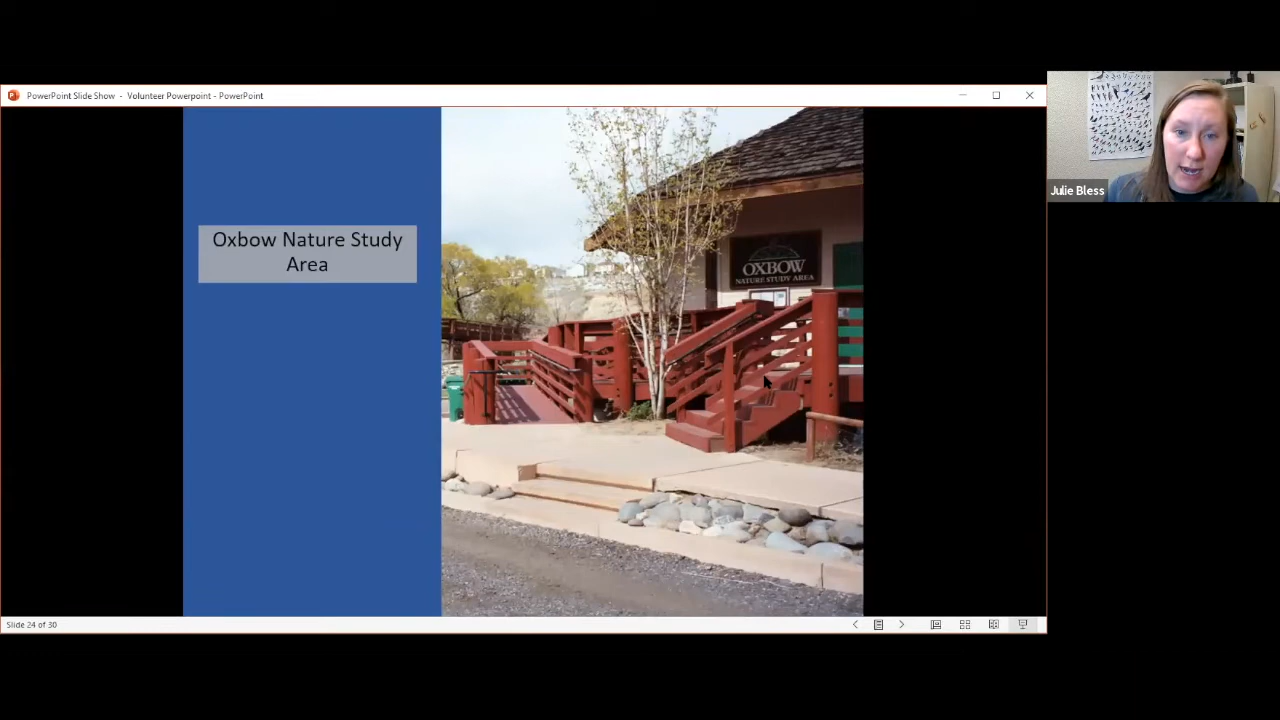 PowerPoint Slide Show - Volunteer Powerpoint - PowerPoint
Julie Bless
Oxbow Nature Study
Area
OXBOW
NATURE STUDY AREA
Slide 24 of 30